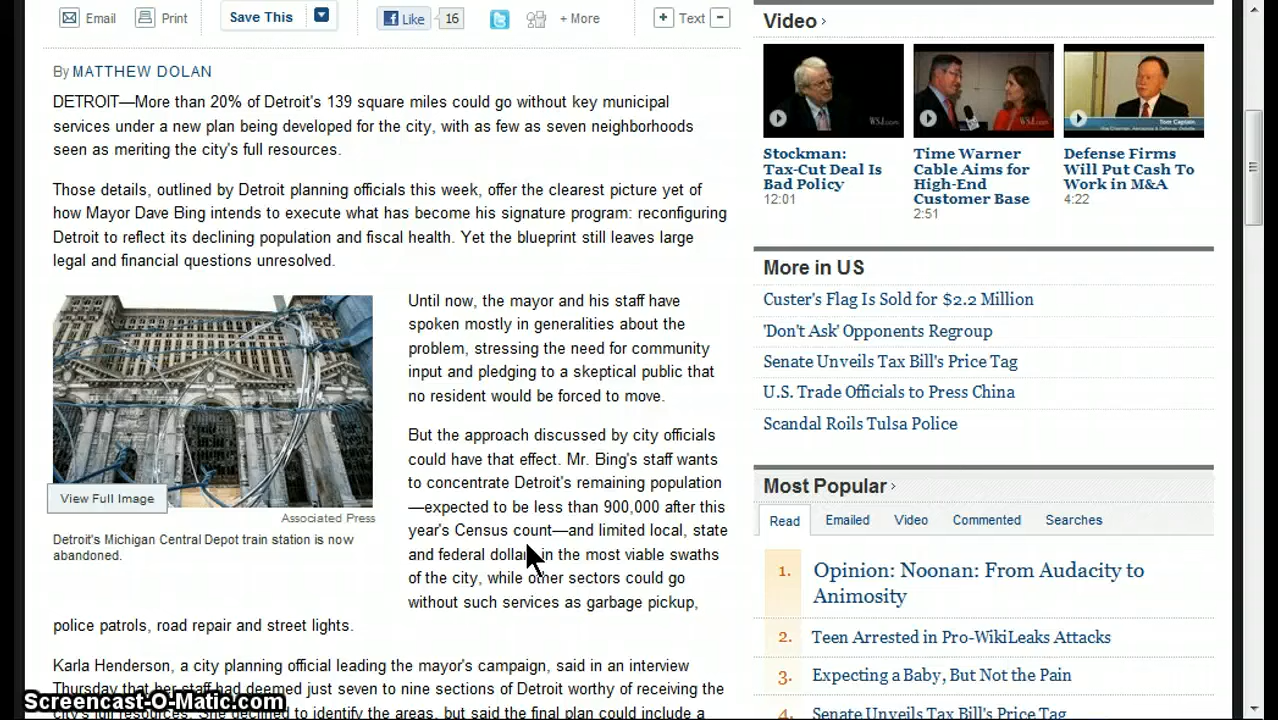 Email
Print
Save This
Like
16
+ More
+ Text −
By MATTHEW DOLAN
DETROIT—More than 20% of Detroit's 139 square miles could go without key municipal
services under a new plan being developed for the city, with as few as seven neighborhoods
seen as meriting the city's full resources.
Those details, outlined by Detroit planning officials this week, offer the clearest picture yet of
how Mayor Dave Bing intends to execute what has become his signature program: reconfiguring
Detroit to reflect its declining population and fiscal health. Yet the blueprint still leaves large
legal and financial questions unresolved.
View Full Image
Associated Press
Detroit's Michigan Central Depot train station is now
abandoned.
Until now, the mayor and his staff have
spoken mostly in generalities about the
problem, stressing the need for community
input and pledging to a skeptical public that
no resident would be forced to move.
But the approach discussed by city officials
could have that effect. Mr. Bing's staff wants
to concentrate Detroit's remaining population
—expected to be less than 900,000 after this
year's Census count—and limited local, state
and federal dollars in the most viable swaths
of the city, while other sectors could go
without such services as garbage pickup,
police patrols, road repair and street lights.
Karla Henderson, a city planning official leading the mayor's campaign, said in an interview
Thursday that her staff had deemed just seven to nine sections of Detroit worthy of receiving the
city's full resources. She declined to identify the areas, but said the final plan could include a
Screencast-O-Matic.com
Video ›
WSJ.com
Tom Captain
Stockman:
Tax-Cut Deal Is
Bad Policy
12:01
Time Warner
Cable Aims for
High-End
Customer Base
2:51
Defense Firms
Will Put Cash To
Work in M&A
4:22
More in US
Custer's Flag Is Sold for $2.2 Million
'Don't Ask' Opponents Regroup
Senate Unveils Tax Bill's Price Tag
U.S. Trade Officials to Press China
Scandal Roils Tulsa Police
Most Popular ›
Read
Emailed
Video
Commented
Searches
1. Opinion: Noonan: From Audacity to
Animosity
2. Teen Arrested in Pro-WikiLeaks Attacks
3. Expecting a Baby, But Not the Pain
4. Senate Unveils Tax Bill's Price Tag